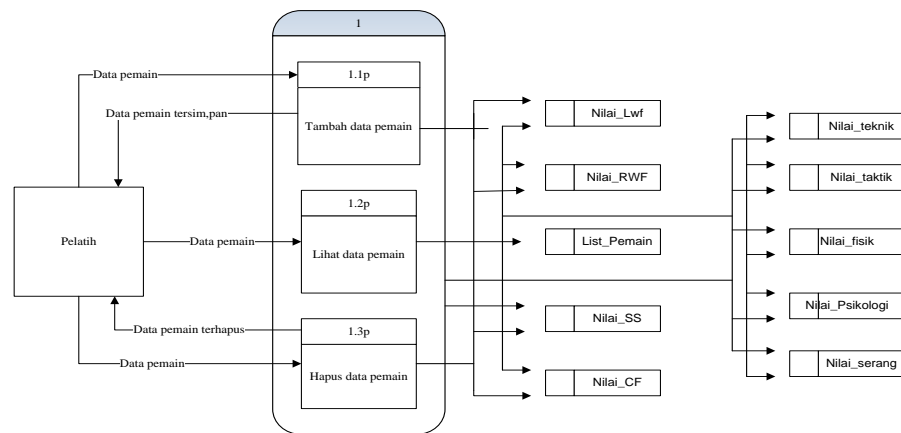 1
1.1p
Data pemain
Data pemain tersim,pan
Tambah data pemain
Nilai_Lwf
Nilai_teknik
Nilai_RWF
Nilai_taktik
1.2p
Pelatih
Data pemain
Lihat data pemain
List_Pemain
Nilai_fisik
Nilai_Psikologi
Nilai_SS
Data pemain terhapus
1.3p
Data pemain
Hapus data pemain
Nilai_CF
Nilai_serang